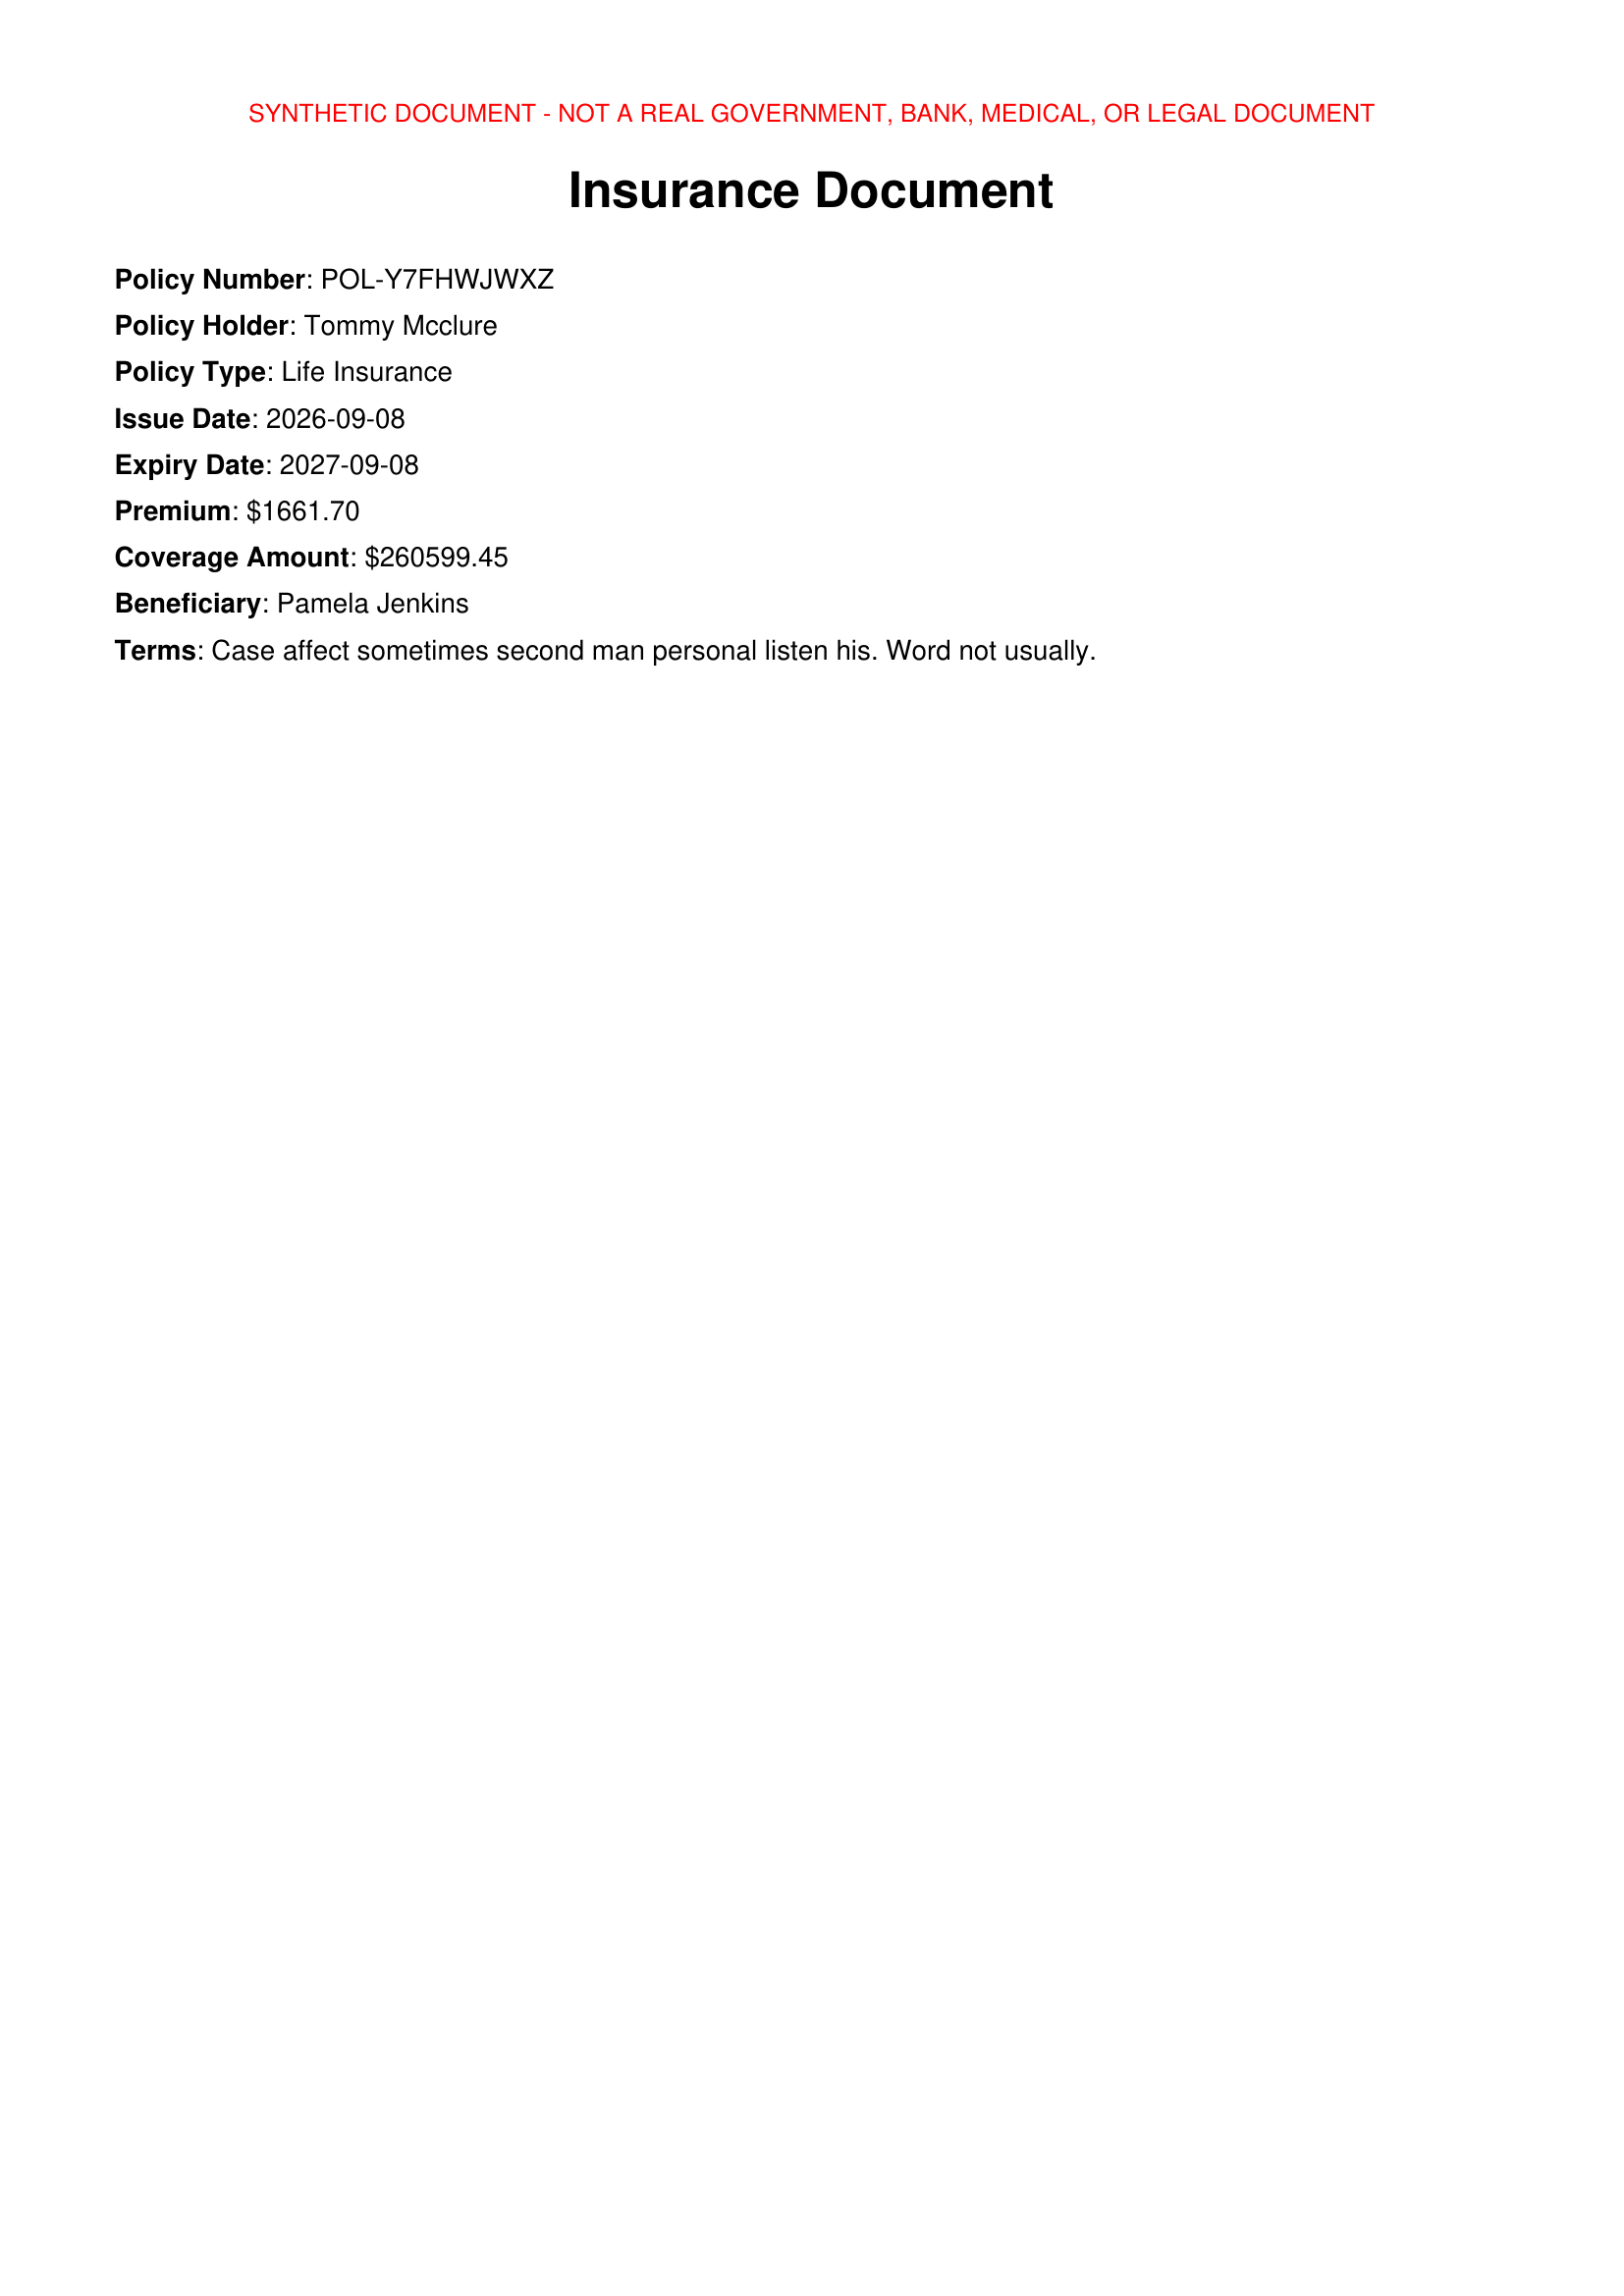 SYNTHETIC DOCUMENT - NOT A REAL GOVERNMENT, BANK, MEDICAL, OR LEGAL DOCUMENT
Insurance Document
Policy Number: POL-Y7FHWJWXZ
Policy Holder: Tommy Mcclure
Policy Type: Life Insurance
Issue Date: 2026-09-08
Expiry Date: 2027-09-08
Premium: $1661.70
Coverage Amount: $260599.45
Beneficiary: Pamela Jenkins
Terms: Case affect sometimes second man personal listen his. Word not usually.